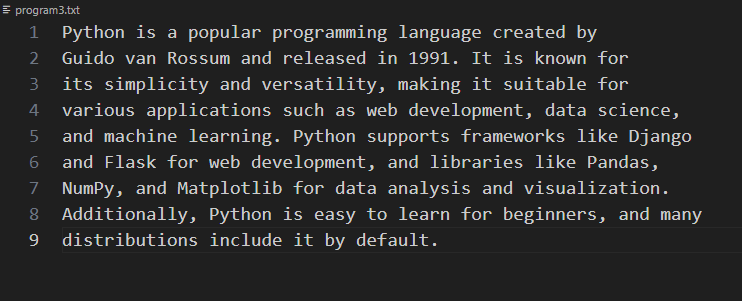 program3.txt
1 Python is a popular programming language created by
2 Guido van Rossum and released in 1991. It is known for
3 its simplicity and versatility, making it suitable for
4 various applications such as web development, data science,
5 and machine learning. Python supports frameworks like Django
6 and Flask for web development, and libraries like Pandas,
7 NumPy, and Matplotlib for data analysis and visualization.
8 Additionally, Python is easy to learn for beginners, and many
9 distributions include it by default.